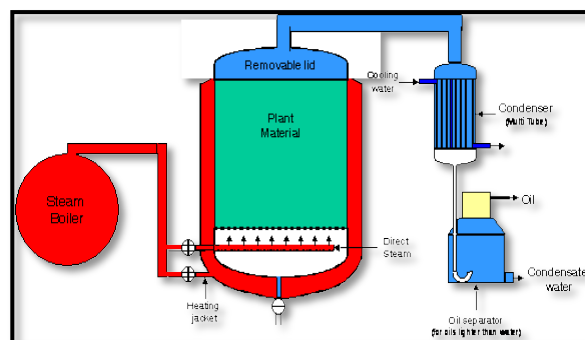 Removable lid
Cooling
water
Plant
Material
Condenser
(Multi Tube)
Steam
Boiler
Oil
Direct
Steam
Heating
jacket
Condensate
water
Oil separator
(for oils lighter than water)